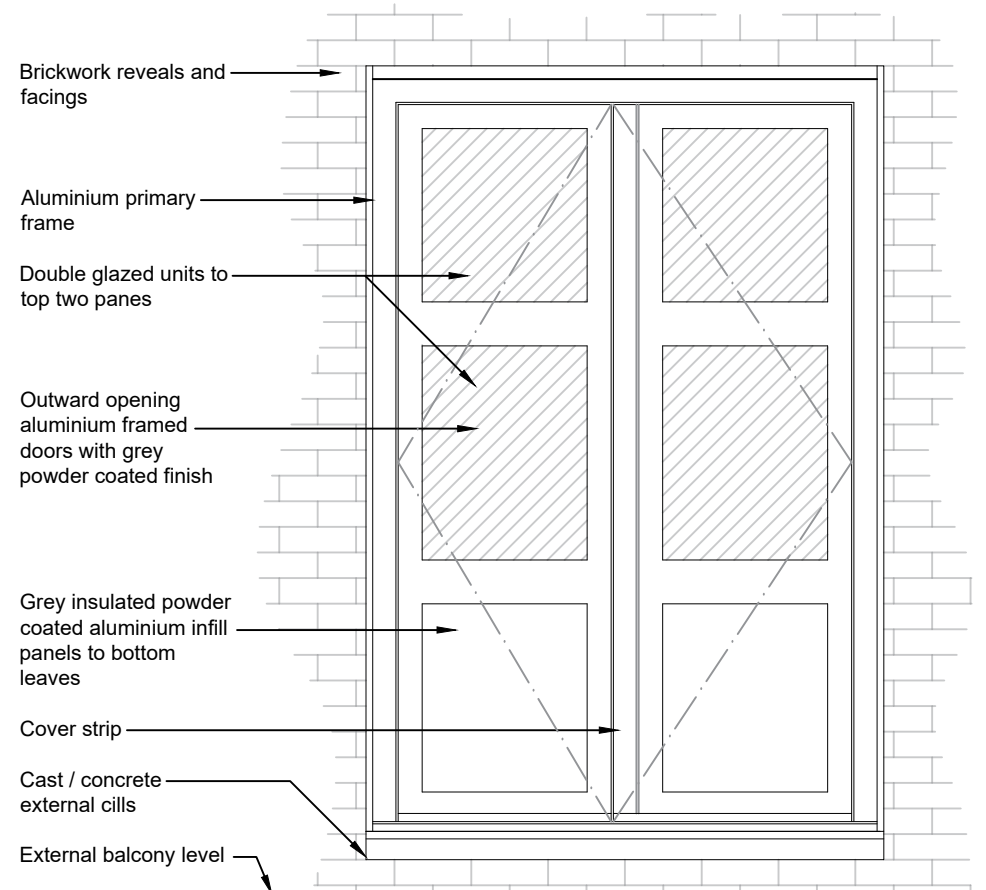 Brickwork reveals and
facings
Aluminium primary
frame
Double glazed units to
top two panes
Outward opening
aluminium framed
doors with grey
powder coated finish
Grey insulated powder
coated aluminium infill
panels to bottom
leaves
Cover strip
Cast / concrete
external cills
External balcony level